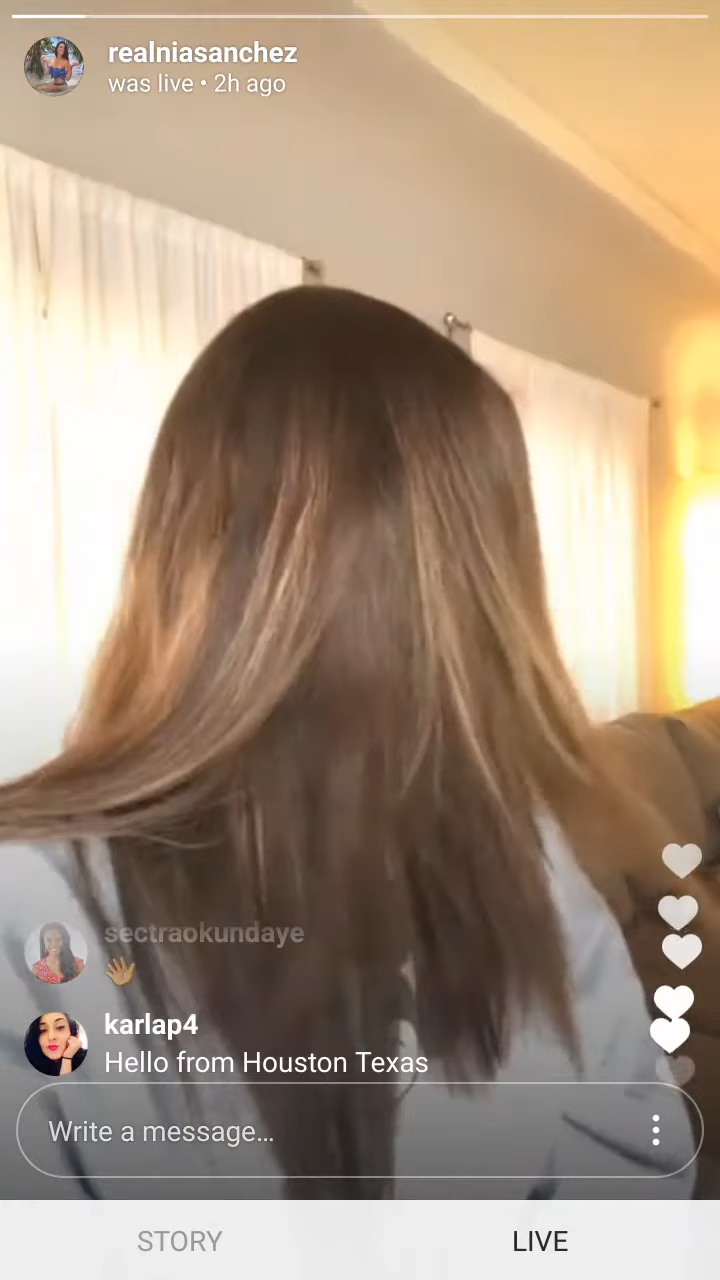 realniasanchez
was live • 2h ago
sectraokundaye
👋🏽
karlap4
Hello from Houston Texas
Write a message...
STORY
LIVE